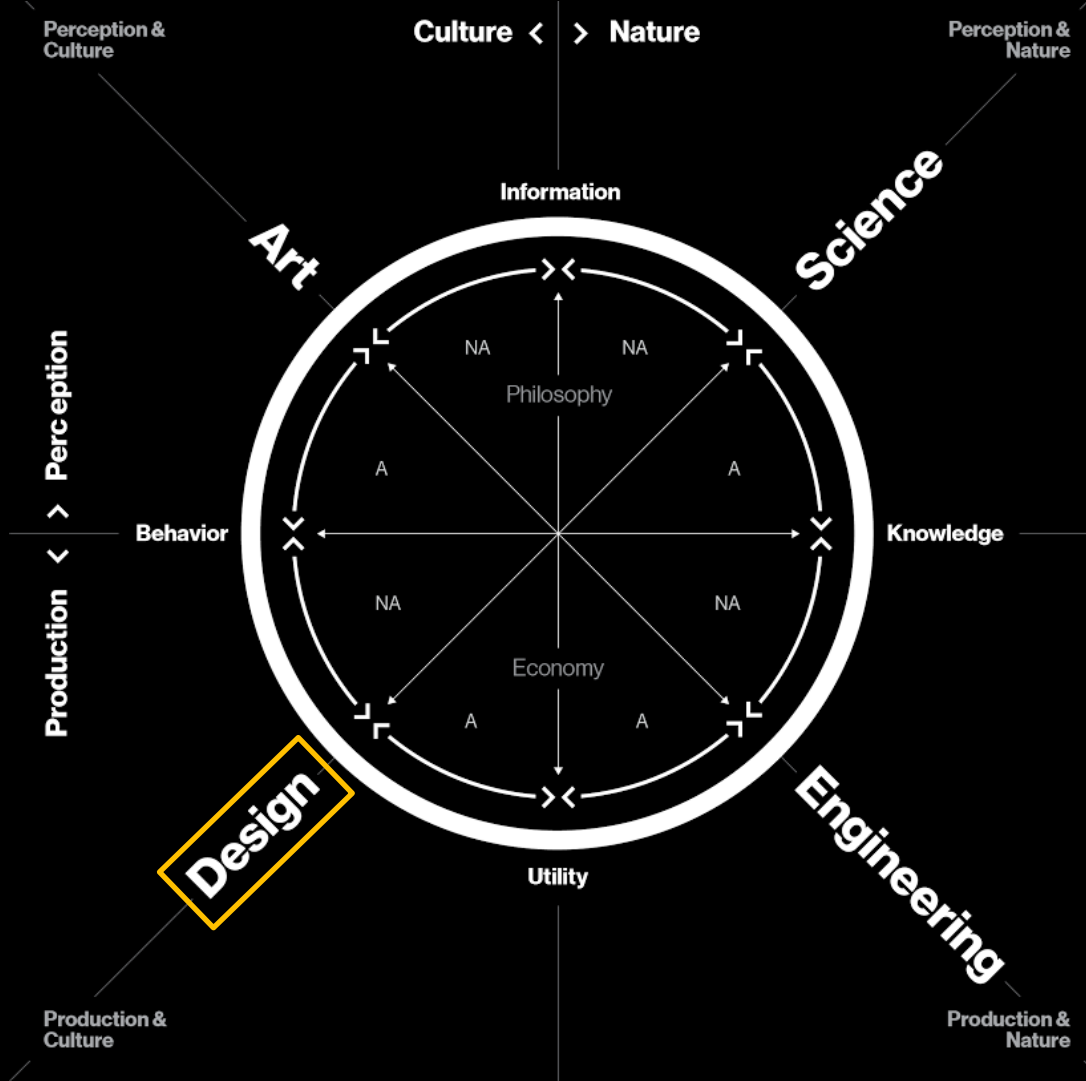 Perception &
Culture
Culture < > Nature
Perception &
Nature
Information
Art
Science
NA
NA
Philosophy
A
A
Production < > Perception
Behavior
Knowledge
NA
NA
Economy
A
A
Design
Engineering
Utility
Production &
Culture
Production &
Nature